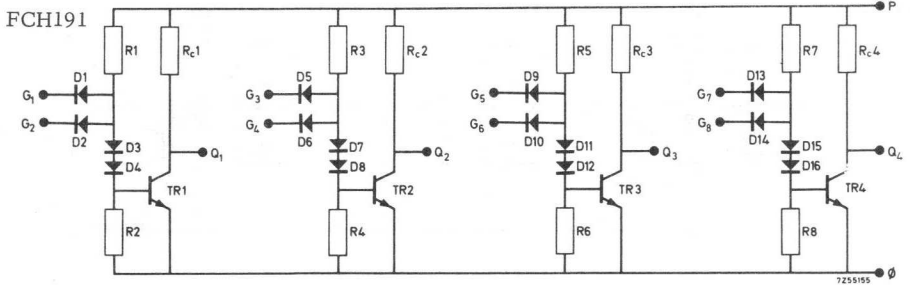 FCH191
P
R1 Rc1 R3 Rc2 R5 Rc3 R7 Rc4
D1 D5 D9 D13
G1 G3 G5 G7
G2 G4 G6 G8
D2 D6 D10 D14
D3 Q1 D7 Q2 D11 Q3 D15 Q4
D4 D8 D12 D16
TR1 TR2 TR3 TR4
R2 R4 R6 R8
Ø
7Z55155